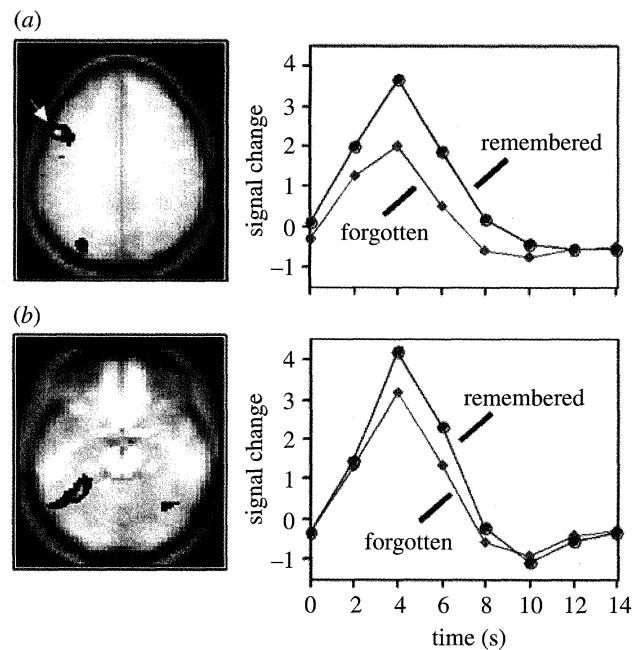 (a)
4
3
2
1
0
−1
signal change
remembered
forgotten
(b)
4
3
2
1
0
−1
signal change
remembered
forgotten
0 2 4 6 8 10 12 14
time (s)